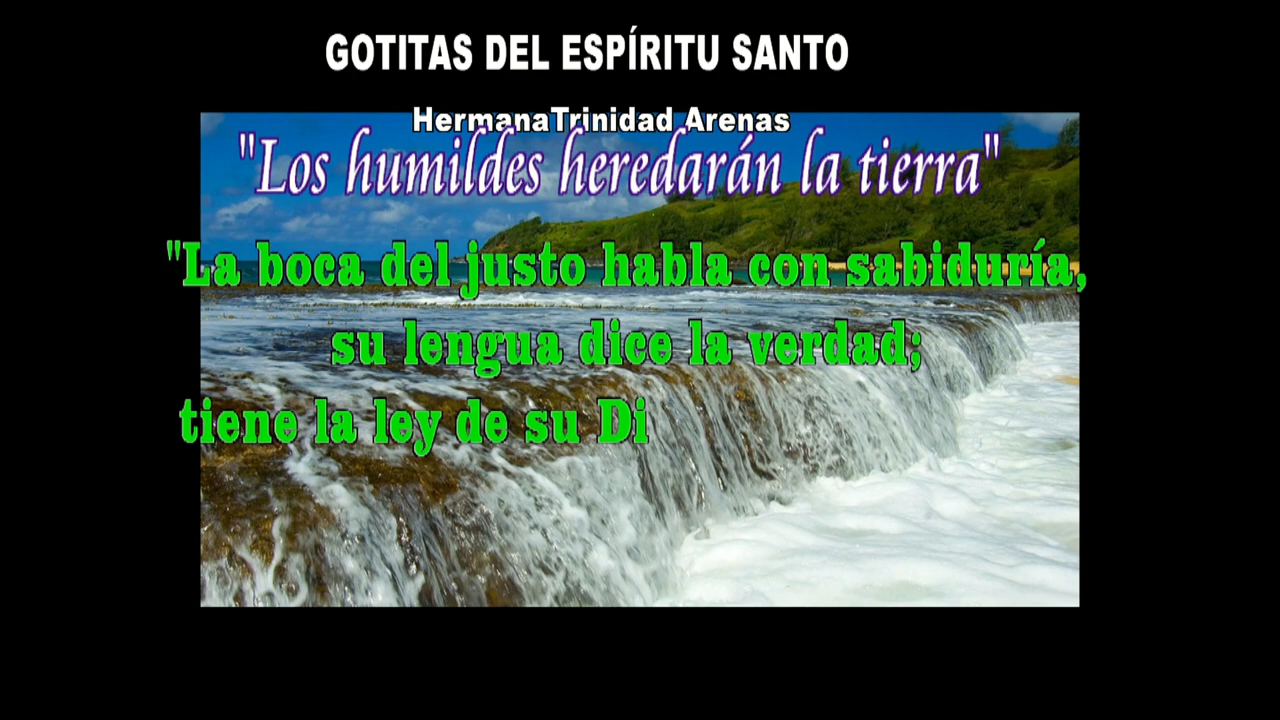 GOTITAS DEL ESPÍRITU SANTO
HermanaTrinidad Arenas
"Los humildes heredarán la tierra"
"La boca del justo habla con sabiduría,
su lengua dice la verdad;
tiene la ley de su Di